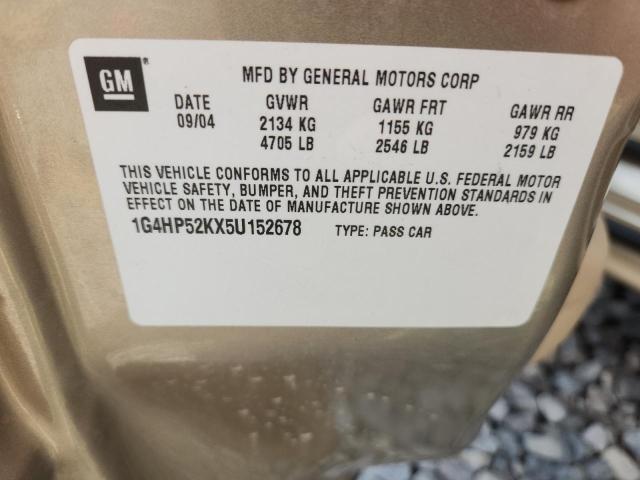 GM
MFD BY GENERAL MOTORS CORP
DATE GVWR GAWR FRT GAWR RR
09/04 2134 KG 1155 KG 979 KG
4705 LB 2546 LB 2159 LB
THIS VEHICLE CONFORMS TO ALL APPLICABLE U.S. FEDERAL MOTOR
VEHICLE SAFETY, BUMPER, AND THEFT PREVENTION STANDARDS IN
EFFECT ON THE DATE OF MANUFACTURE SHOWN ABOVE.
1G4HP52KX5U152678 TYPE: PASS CAR